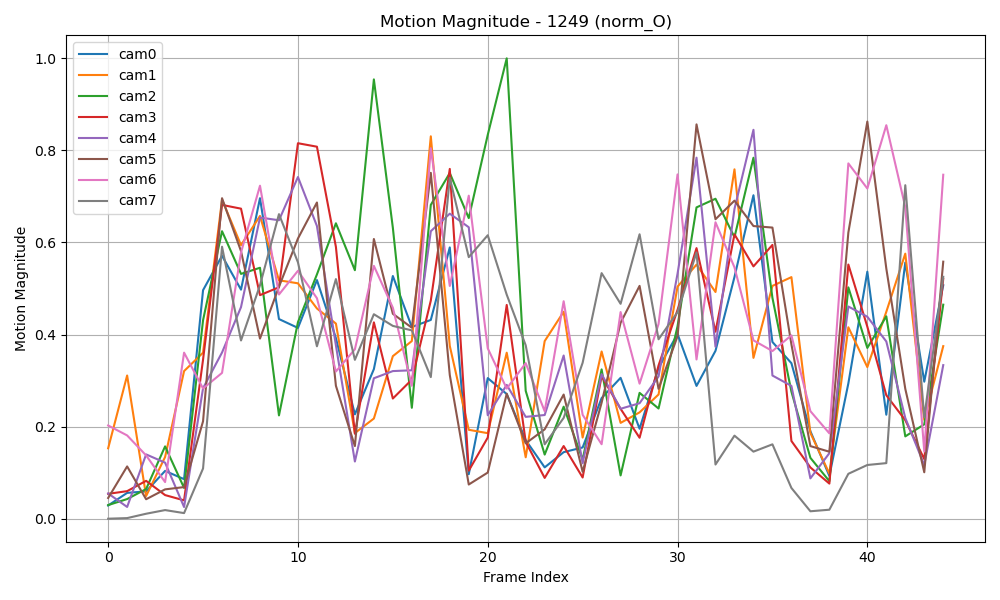 Motion Magnitude - 1249 (norm_O)
cam0
cam1
cam2
cam3
cam4
cam5
cam6
cam7
Motion Magnitude
1.0
0.8
0.6
0.4
0.2
0.0
0 10 20 30 40
Frame Index